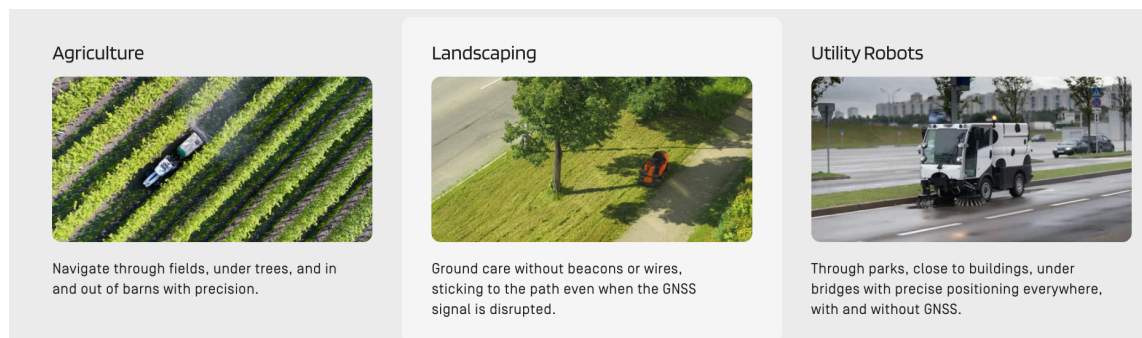 Agriculture
Navigate through fields, under trees, and in
and out of barns with precision.
Landscaping
Ground care without beacons or wires,
sticking to the path even when the GNSS
signal is disrupted.
Utility Robots
Through parks, close to buildings, under
bridges with precise positioning everywhere,
with and without GNSS.